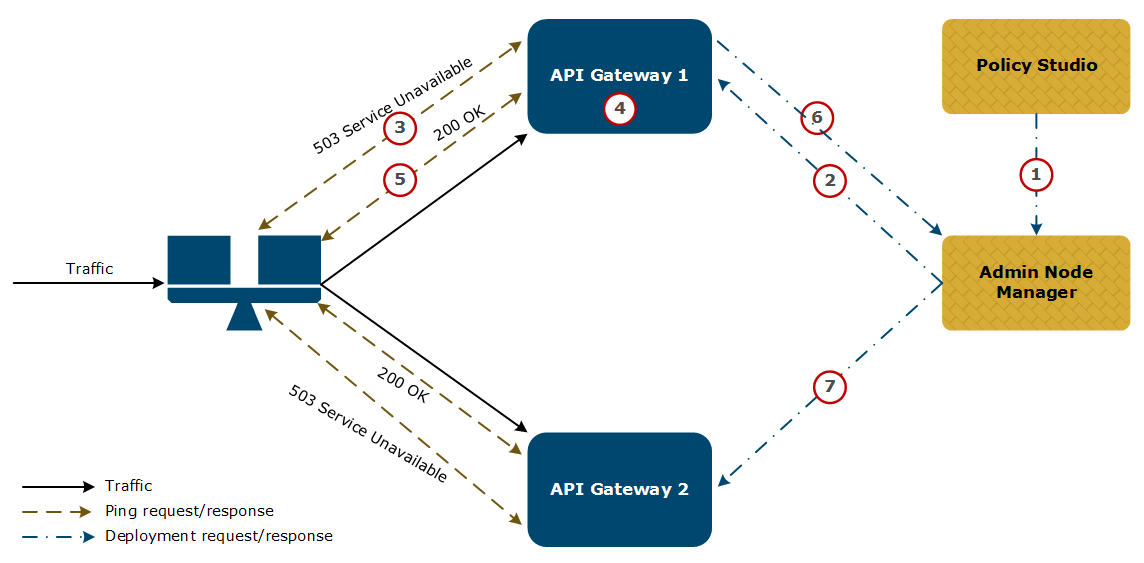 API Gateway 1
4
Policy Studio
503 Service Unavailable
3
200 OK
5
6
2
1
Traffic
Admin Node
Manager
200 OK
503 Service Unavailable
7
API Gateway 2
Traffic
Ping request/response
Deployment request/response